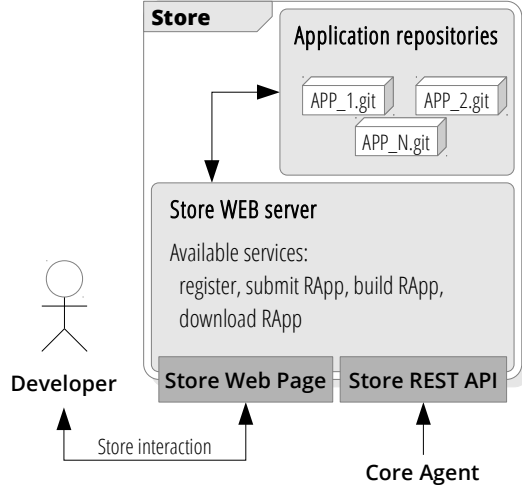 Store
Application repositories
APP_1.git
APP_2.git
APP_N.git
Store WEB server
Available services:
register, submit RApp, build RApp,
download RApp
Developer
Store Web Page
Store REST API
Store interaction
Core Agent